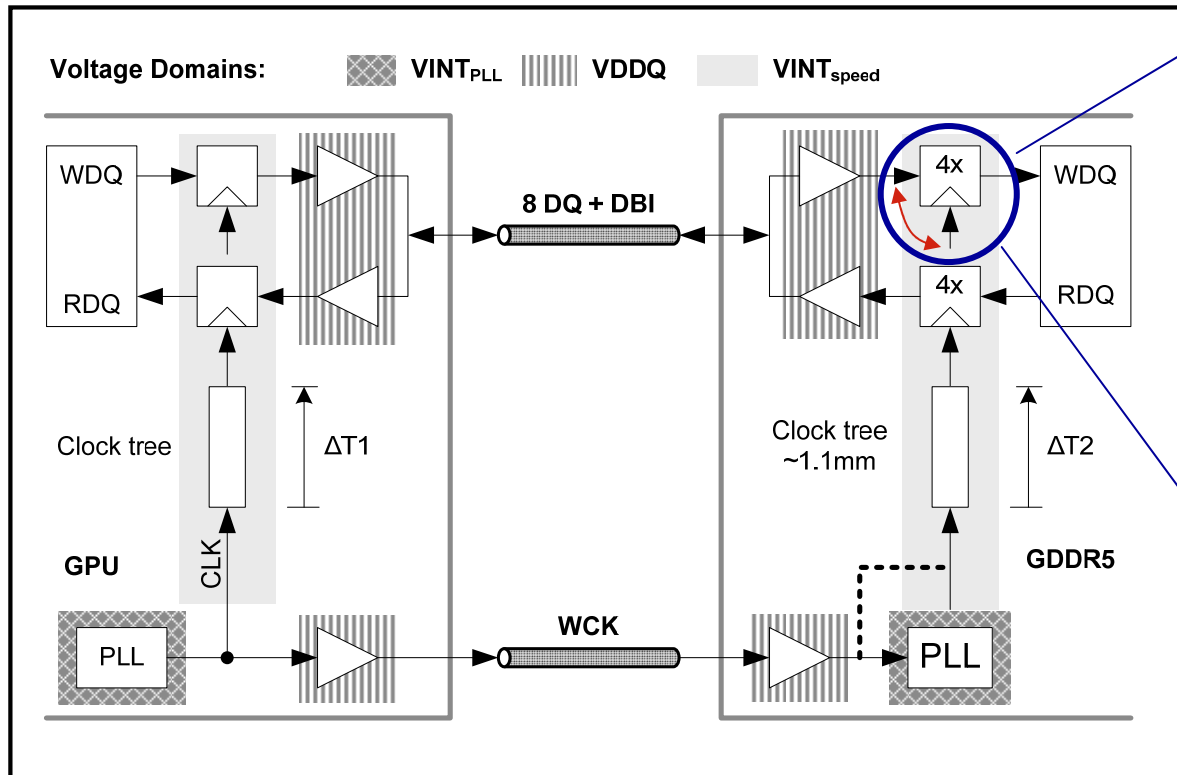 Voltage Domains: VINTPLL VDDQ VINTspeed
WDQ
8 DQ + DBI
4x
WDQ
RDQ
4x
RDQ
Clock tree
ΔT1
Clock tree
~1.1mm
ΔT2
CLK
GPU
GDDR5
PLL
WCK
PLL